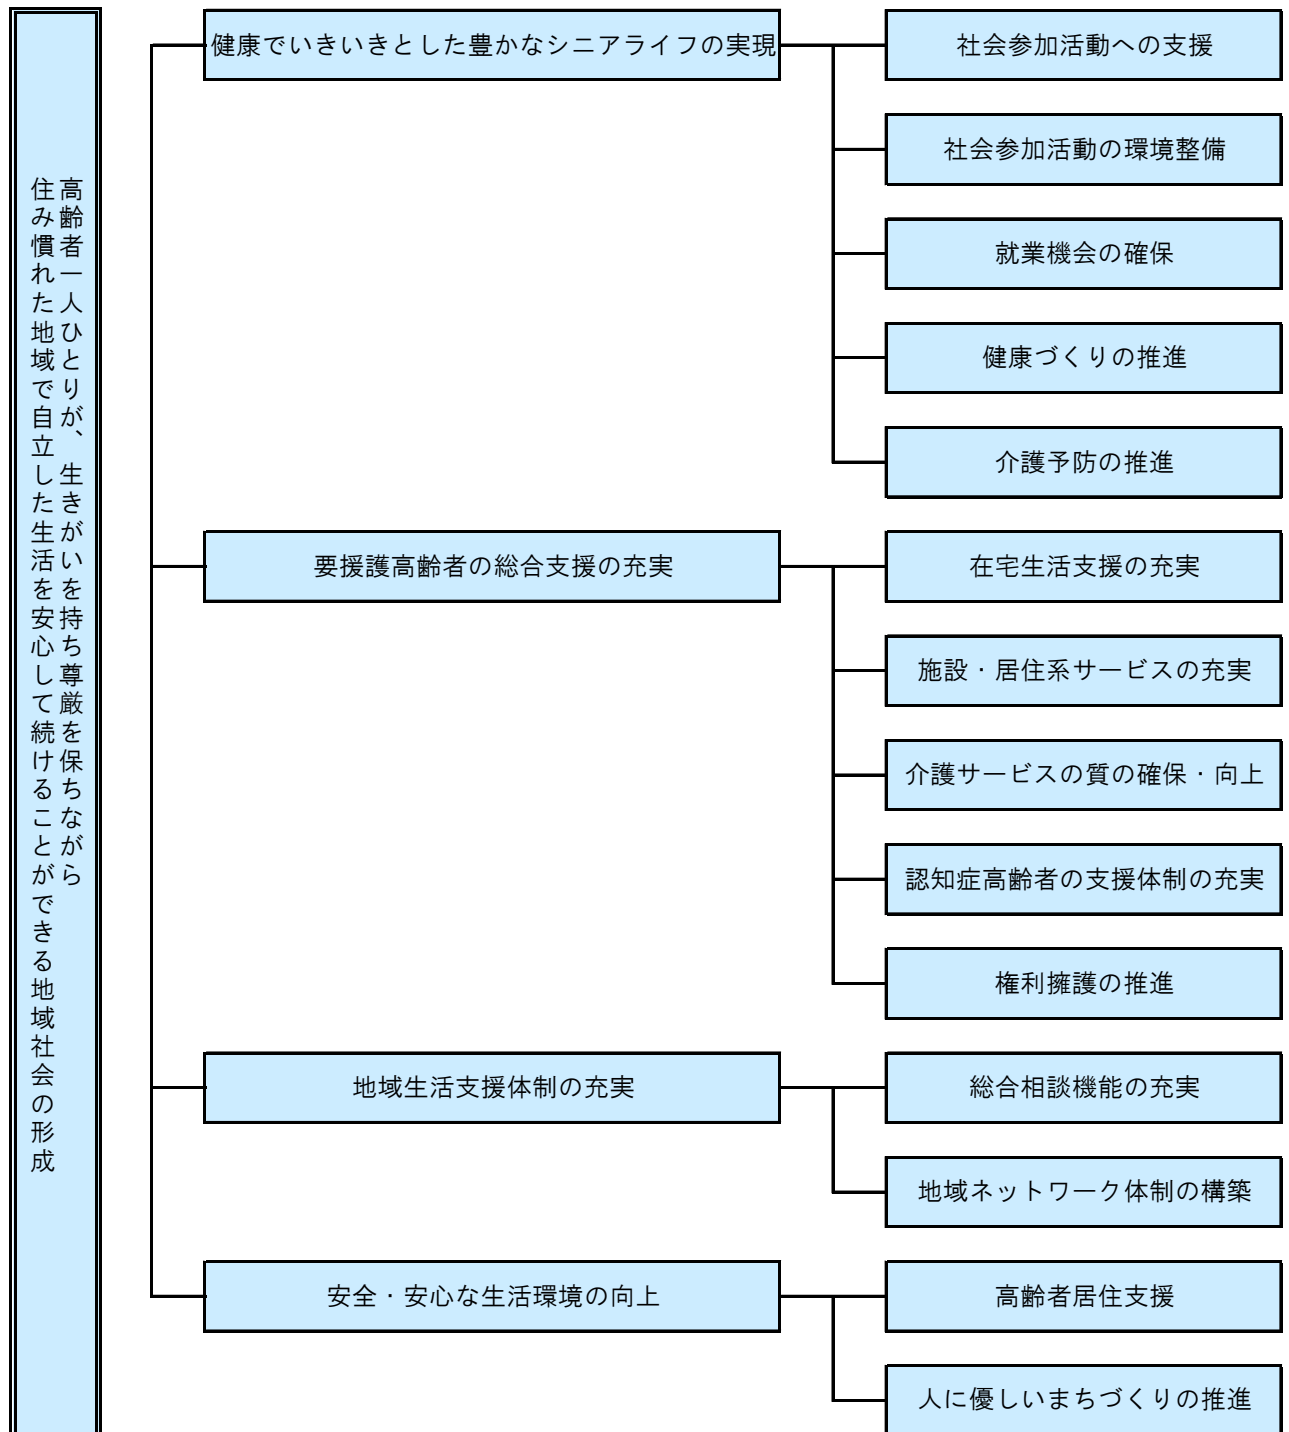 高齢者一人ひとりが、生きがいを持ち尊厳を保ちながら
住み慣れた地域で自立した生活を安心して続けることができる地域社会の形成
健康でいきいきとした豊かなシニアライフの実現
社会参加活動への支援
社会参加活動の環境整備
就業機会の確保
健康づくりの推進
介護予防の推進
要援護高齢者の総合支援の充実
在宅生活支援の充実
施設・居住系サービスの充実
介護サービスの質の確保・向上
認知症高齢者の支援体制の充実
権利擁護の推進
地域生活支援体制の充実
総合相談機能の充実
地域ネットワーク体制の構築
安全・安心な生活環境の向上
高齢者居住支援
人に優しいまちづくりの推進